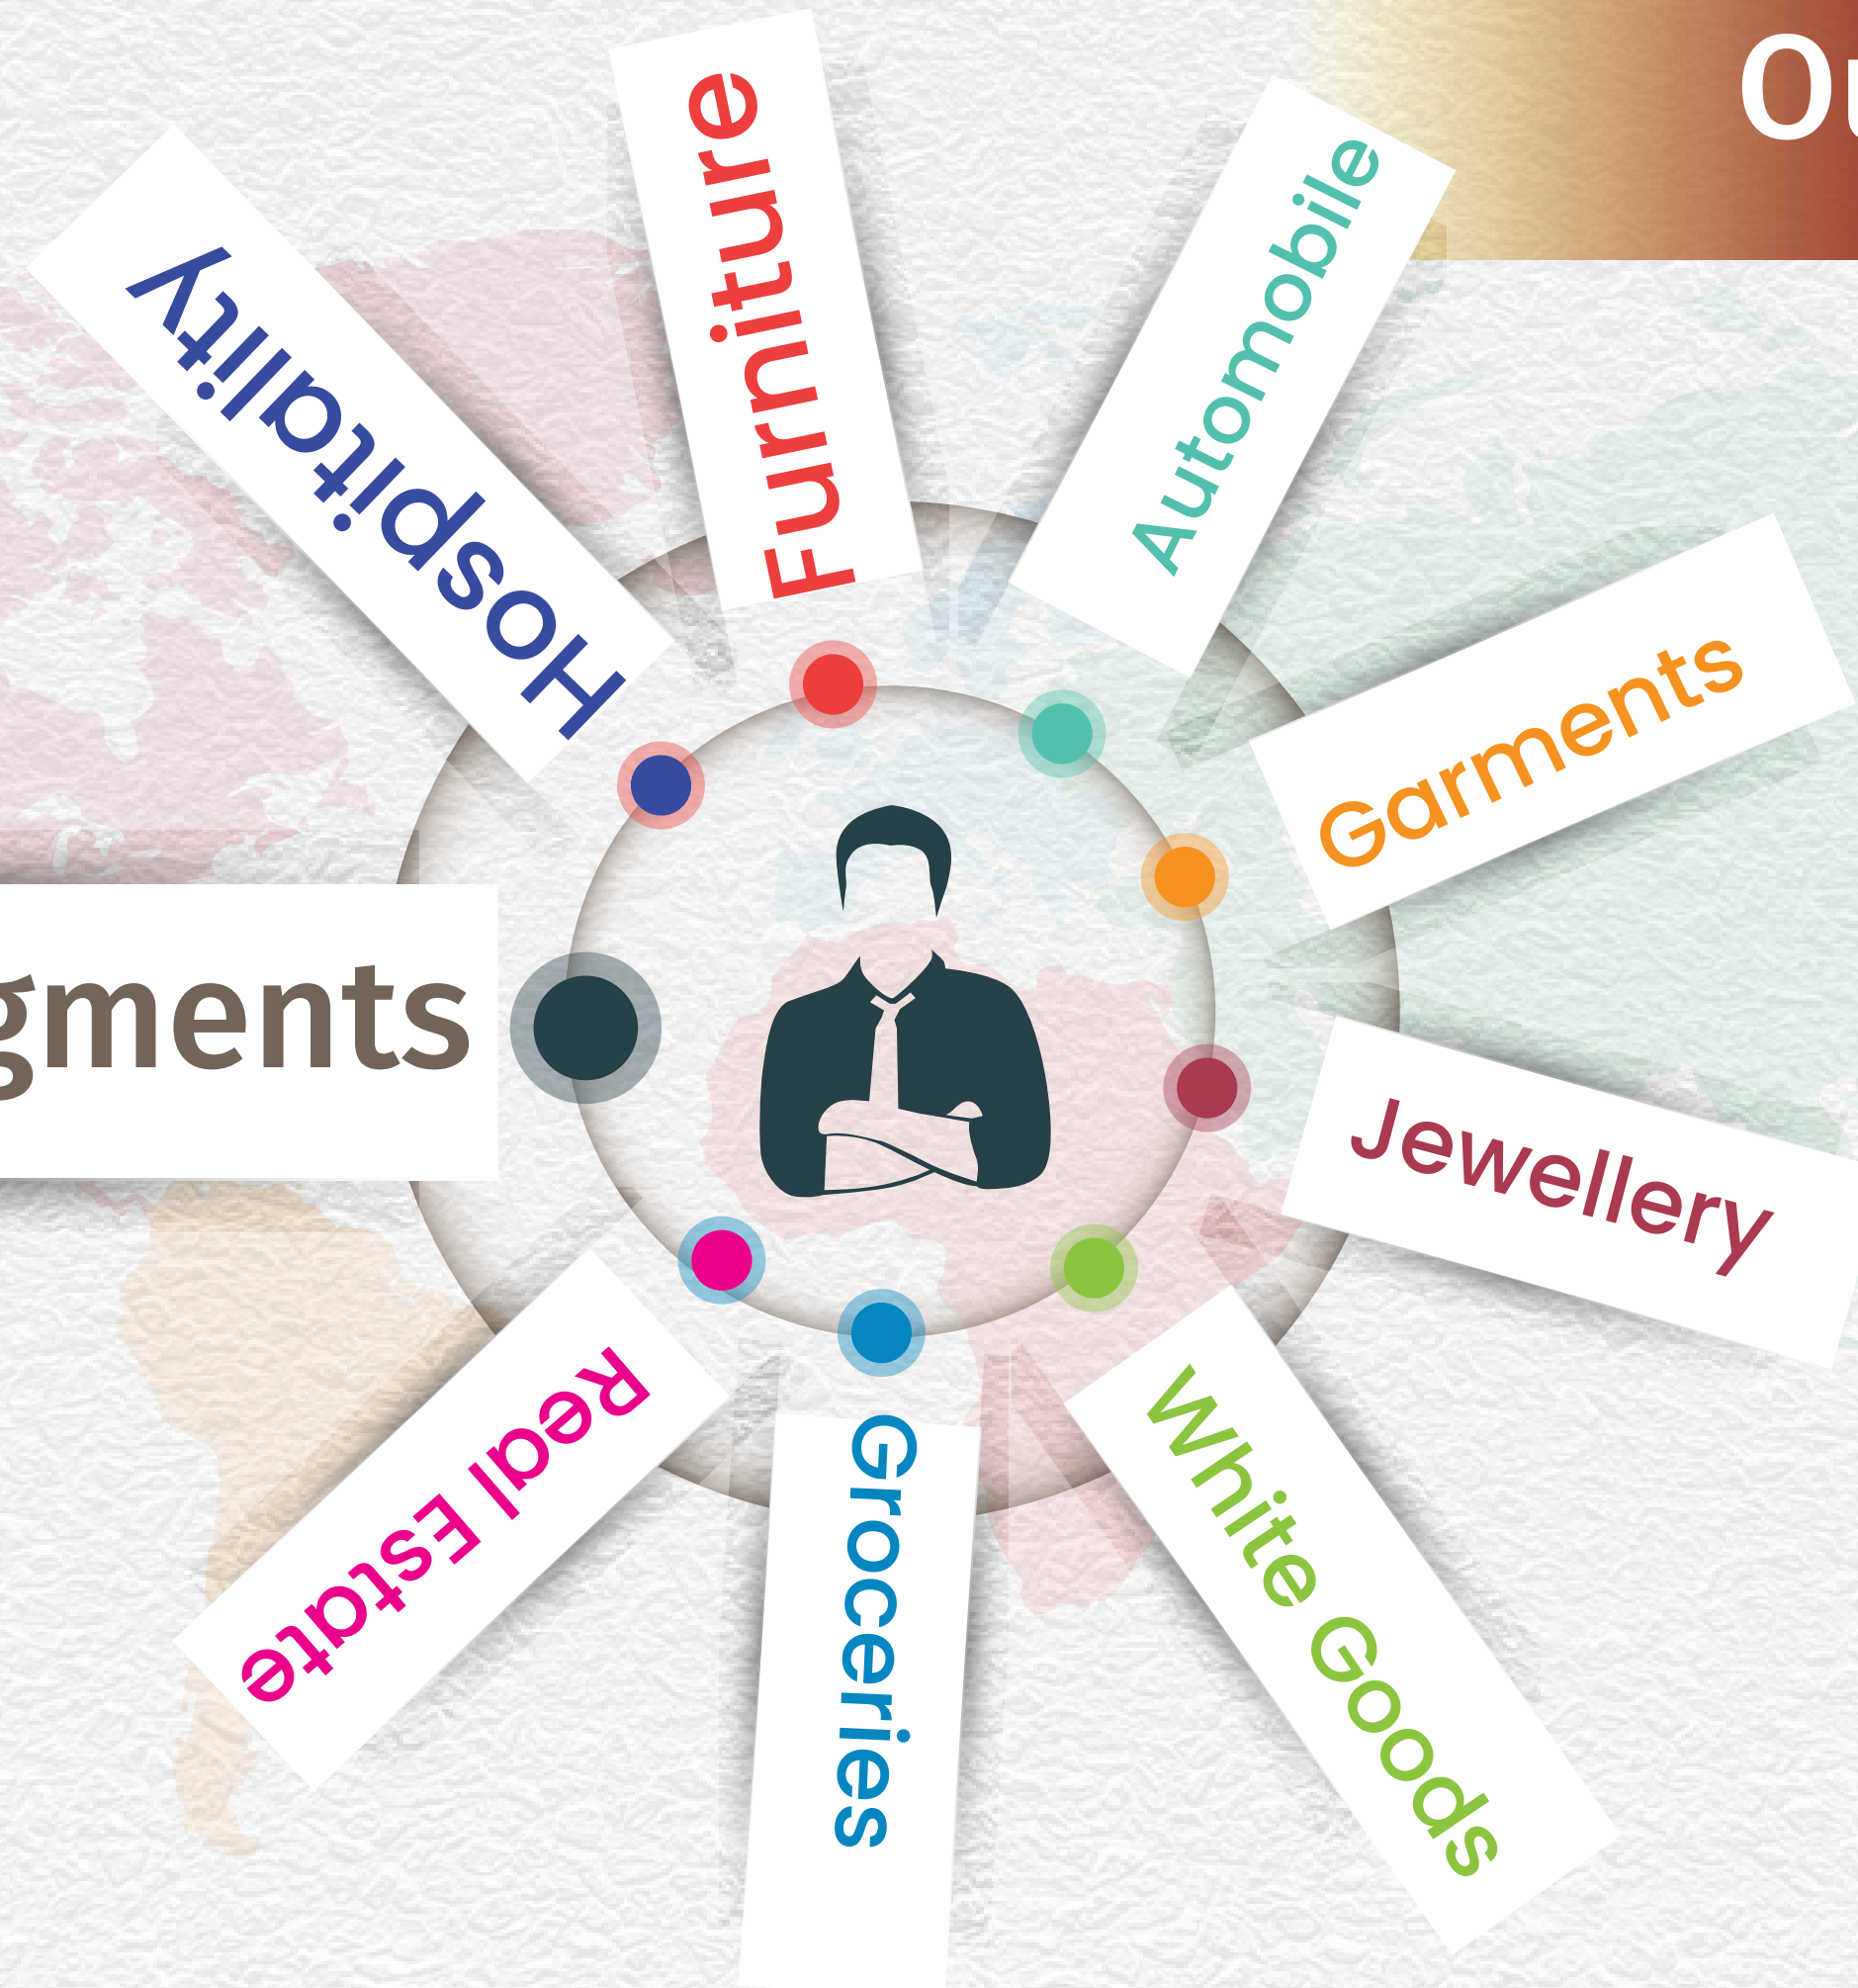 Ou
Furniture
Automobile
Hospitality
Garments
gments
Jewellery
Real Estate
Groceries
White Goods